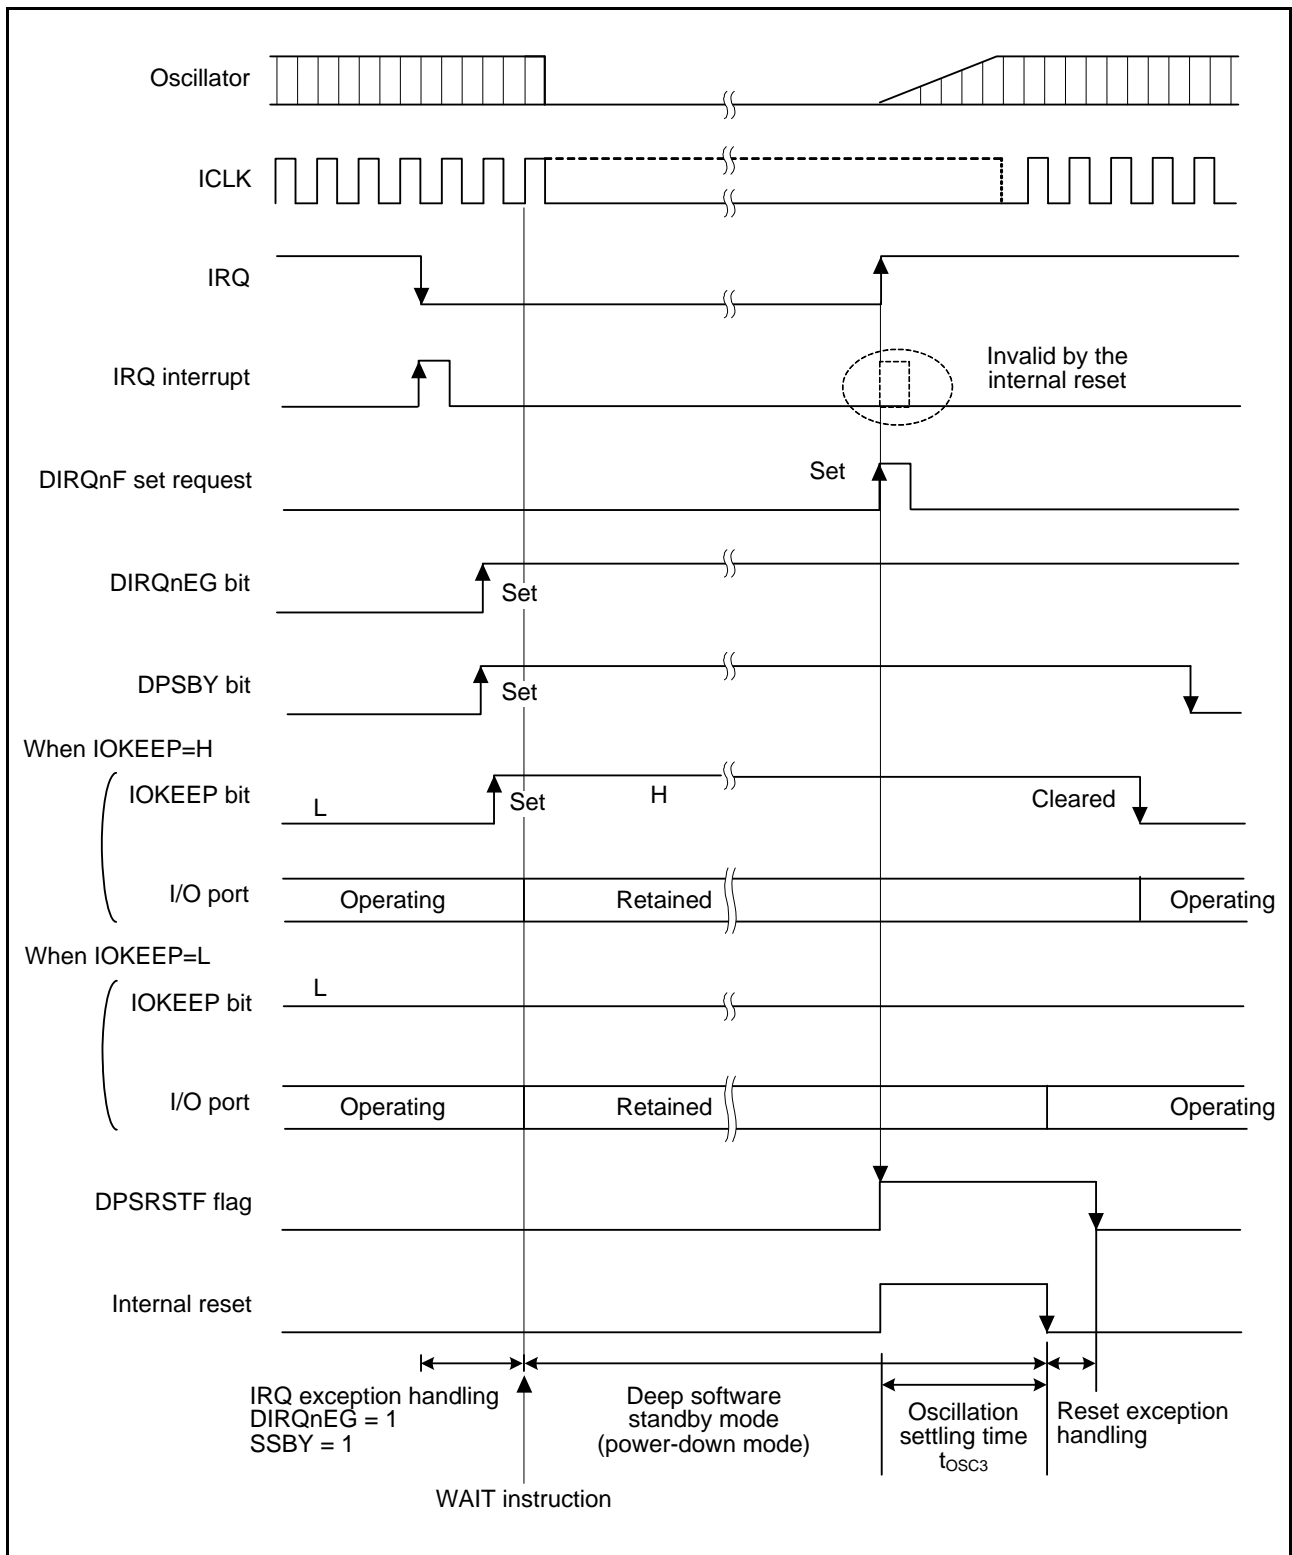 Oscillator
ICLK
IRQ
IRQ interrupt
Invalid by the
internal reset
DIRQnF set request
Set
DIRQnEG bit
Set
DPSBY bit
Set
When IOKEEP=H
IOKEEP bit
L
Set
H
Cleared
I/O port
Operating
Retained
Operating
When IOKEEP=L
IOKEEP bit
L
I/O port
Operating
Retained
Operating
DPSRSTF flag
Internal reset
IRQ exception handling
DIRQnEG = 1
SSBY = 1
Deep software
standby mode
(power-down mode)
Oscillation
settling time
tOSC3
Reset exception
handling
WAIT instruction